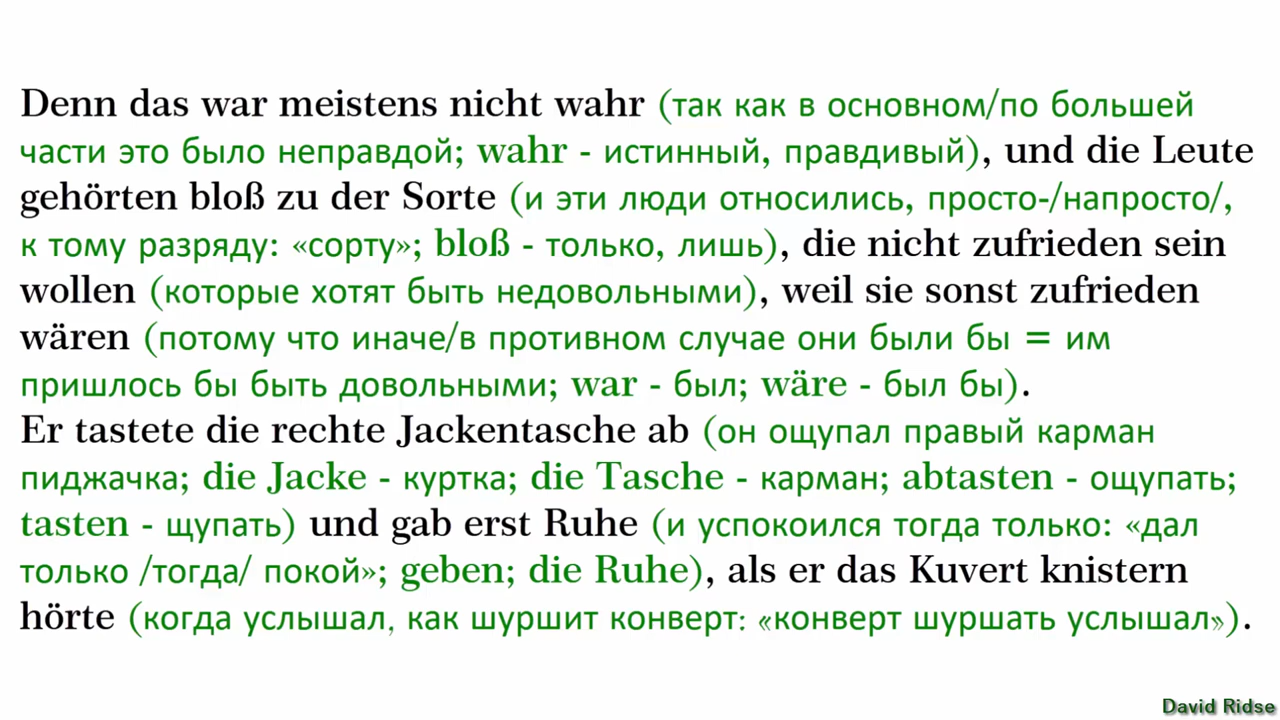 Denn das war meistens nicht wahr (так как в основном/по большей
части это было неправдой; wahr - истинный, правдивый), und die Leute
gehörten bloß zu der Sorte (и эти люди относились, просто-/напросто/,
к тому разряду: «сорту»; bloß - только, лишь), die nicht zufrieden sein
wollen (которые хотят быть недовольными), weil sie sonst zufrieden
wären (потому что иначе/в противном случае они были бы = им
пришлось бы быть довольными; war - был; wäre - был бы).
Er tastete die rechte Jackentasche ab (он ощупал правый карман
пиджачка; die Jacke - куртка; die Tasche - карман; abtasten - ощупать;
tasten - щупать) und gab erst Ruhe (и успокоился тогда только: «дал
только /тогда/ покой»; geben; die Ruhe), als er das Kuvert knistern
hörte (когда услышал, как шуршит конверт: «конверт шуршать услышал»).
David Ridse